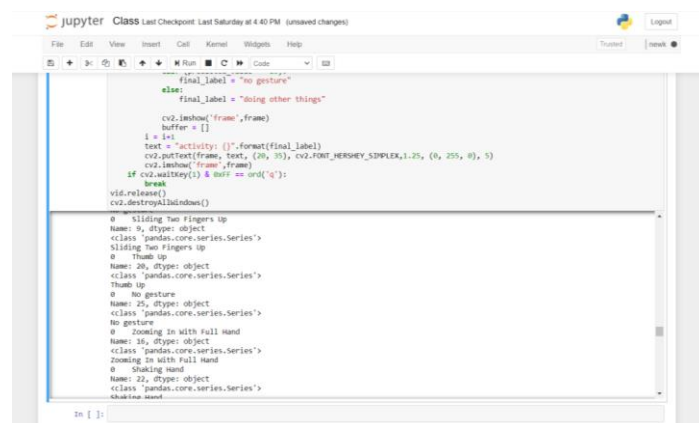 jupyter Class Last Checkpoint: Last Saturday at 4:40 PM (unsaved changes)
Logout
File Edit View Insert Cell Kernel Widgets Help
Trusted
newk
Run Code
final_label = "no gesture"
else:
final_label = "doing other things"
cv2.imshow('frame',frame)
buffer = []
i = i+1
text = "activity: {}".format(final_label)
cv2.putText(frame, text, (20, 35), cv2.FONT_HERSHEY_SIMPLEX,1.25, (0, 255, 0), 5)
cv2.imshow('frame',frame)
if cv2.waitKey(1) & 0xFF == ord('q'):
break
vid.release()
cv2.destroyAllWindows()
No gesture
0 Sliding Two Fingers Up
Name: 9, dtype: object
<class 'pandas.core.series.Series'>
Sliding Two Fingers Up
0 Thumb Up
Name: 20, dtype: object
<class 'pandas.core.series.Series'>
Thumb Up
0 No gesture
Name: 25, dtype: object
<class 'pandas.core.series.Series'>
No gesture
0 Zooming In With Full Hand
Name: 16, dtype: object
<class 'pandas.core.series.Series'>
Zooming In With Full Hand
0 Shaking Hand
Name: 22, dtype: object
<class 'pandas.core.series.Series'>
Shaking Hand
In [ ]: